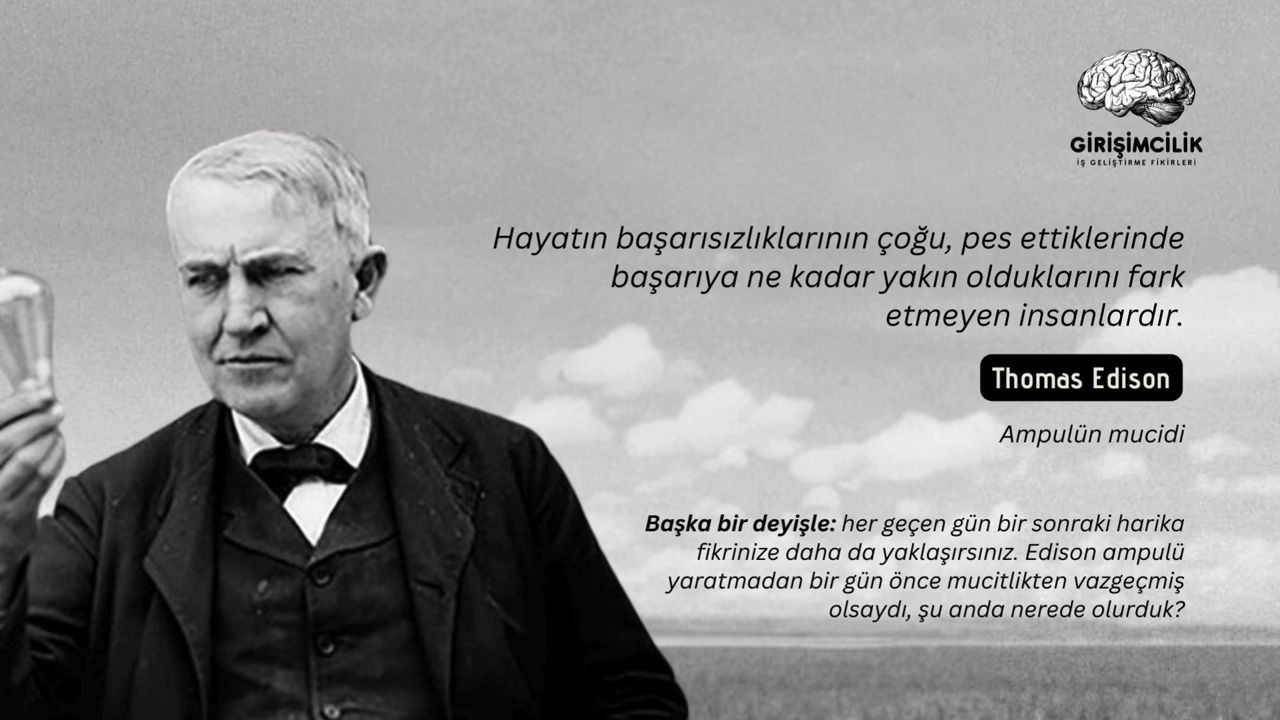 GİRİŞİMCİLİK
İŞ GELİŞTİRME FİKİRLERİ
Hayatın başarısızlıklarının çoğu, pes ettiklerinde
başarıya ne kadar yakın olduklarını fark
etmeyen insanlardır.
Thomas Edison
Ampulün mucidi
Başka bir deyişle: her geçen gün bir sonraki harika
fikrinize daha da yaklaşırsınız. Edison ampulü
yaratmadan bir gün önce mucitlikten vazgeçmiş
olsaydı, şu anda nerede olurduk?